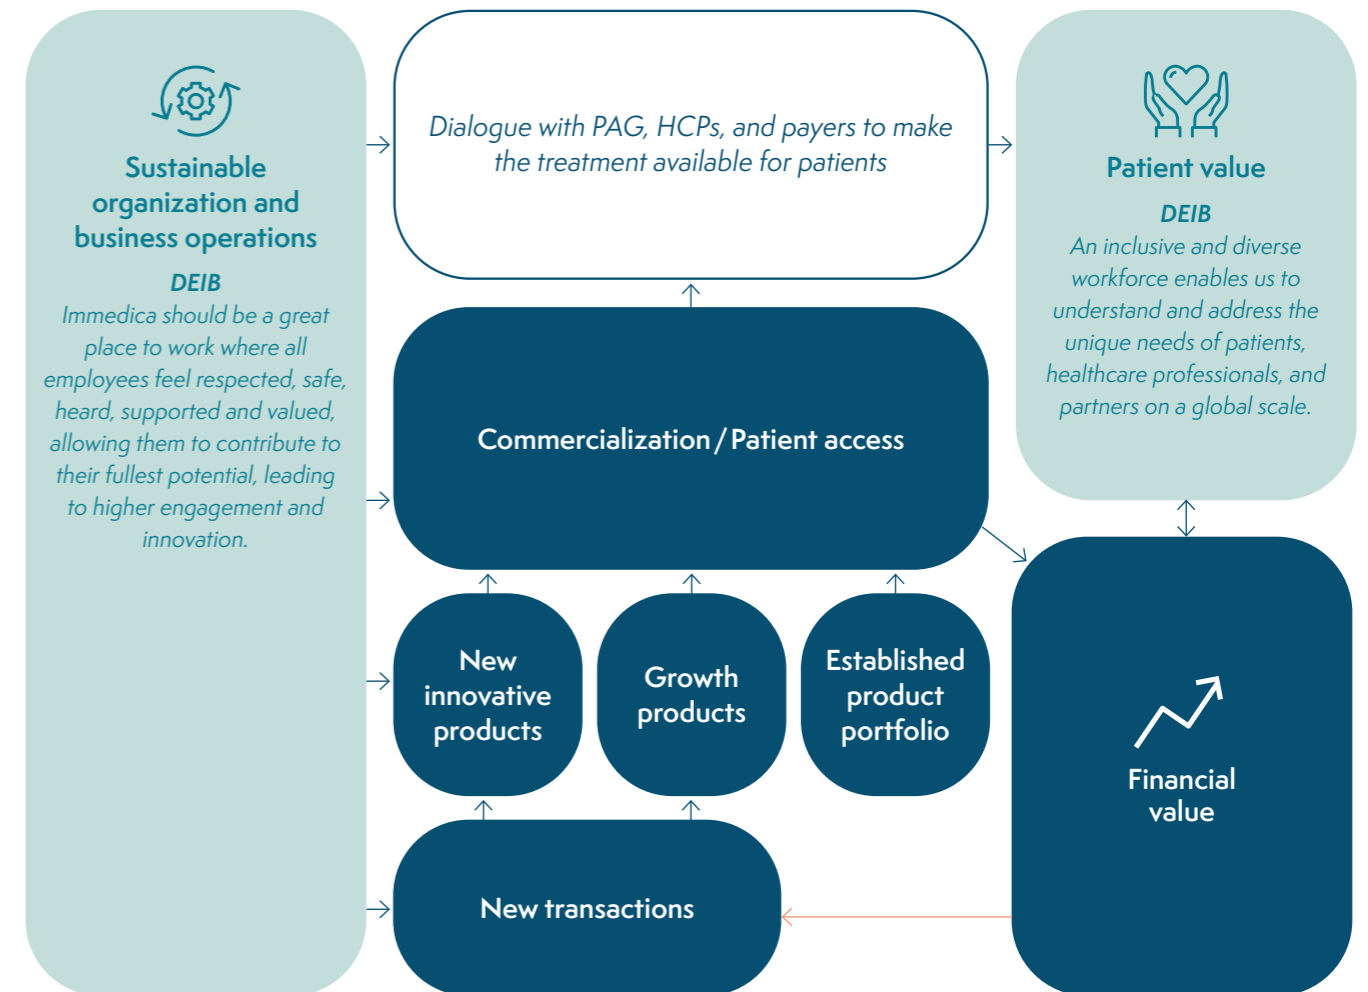 Sustainable
organization and
business operations
DEIB
Immedica should be a great
place to work where all
employees feel respected, safe,
heard, supported and valued,
allowing them to contribute to
their fullest potential, leading
to higher engagement and
innovation.
Dialogue with PAG, HCPs, and payers to make
the treatment available for patients
Patient value
DEIB
An inclusive and diverse
workforce enables us to
understand and address the
unique needs of patients,
healthcare professionals, and
partners on a global scale.
Commercialization / Patient access
New
innovative
products
Growth
products
Established
product
portfolio
Financial
value
New transactions